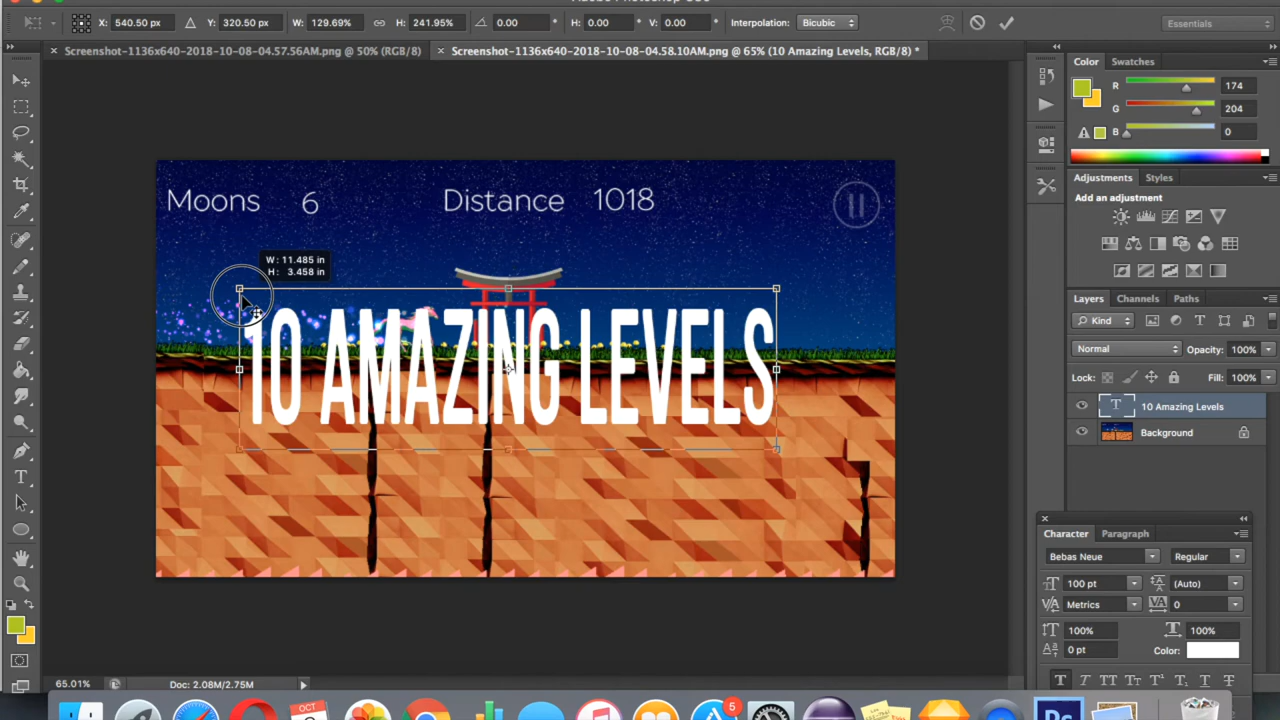 X: 540.50 px Y: 320.50 px W: 129.69% H: 241.95% 0.00 ° H: 0.00 ° V: 0.00 ° Interpolation: Bicubic Essentials
× Screenshot-1136x640-2018-10-08-04.57.56AM.png @ 50% (RGB/8) × Screenshot-1136x640-2018-10-08-04.58.10AM.png @ 65% (10 Amazing Levels, RGB/8) *
Color Swatches
R 174
G 204
B 0
Adjustments Styles
Add an adjustment
Moons 6 Distance 1018
W: 11.485 in
H: 3.458 in
10 AMAZING LEVELS
Layers Channels Paths
Kind
Normal Opacity: 100%
Lock: Fill: 100%
T 10 Amazing Levels
Background
Character Paragraph
Bebas Neue Regular
100 pt (Auto)
Metrics 0
100% 100%
0 pt Color:
T T TT TT T¹ T₁ T T
65.01% Doc: 2.08M/2.75M
OCT
5
Ps